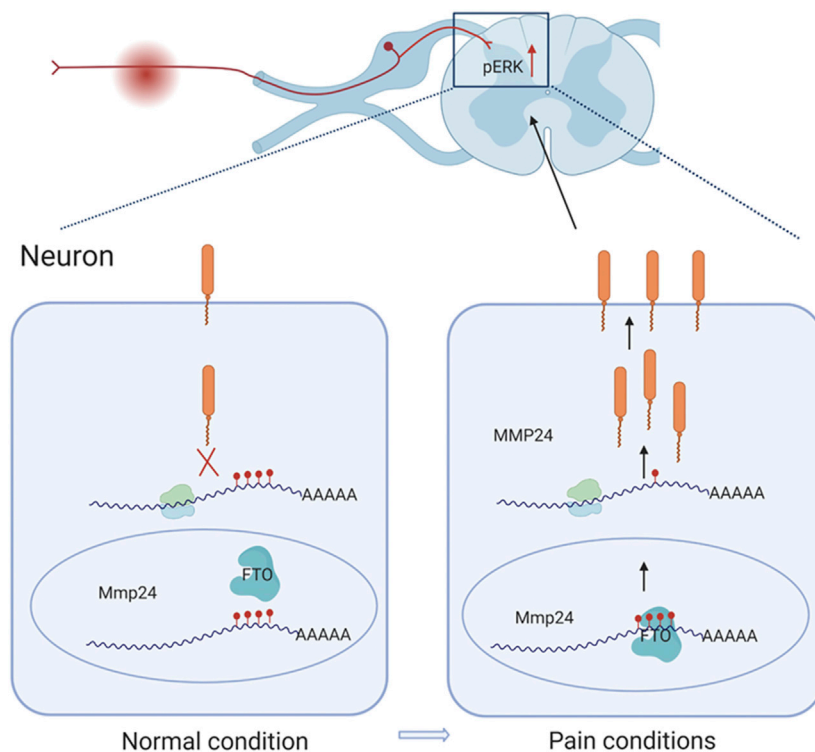 pERK
Neuron
MMP24
AAAAA
AAAAA
FTO
Mmp24
AAAAA
Mmp24
FTO
AAAAA
Normal condition
Pain conditions